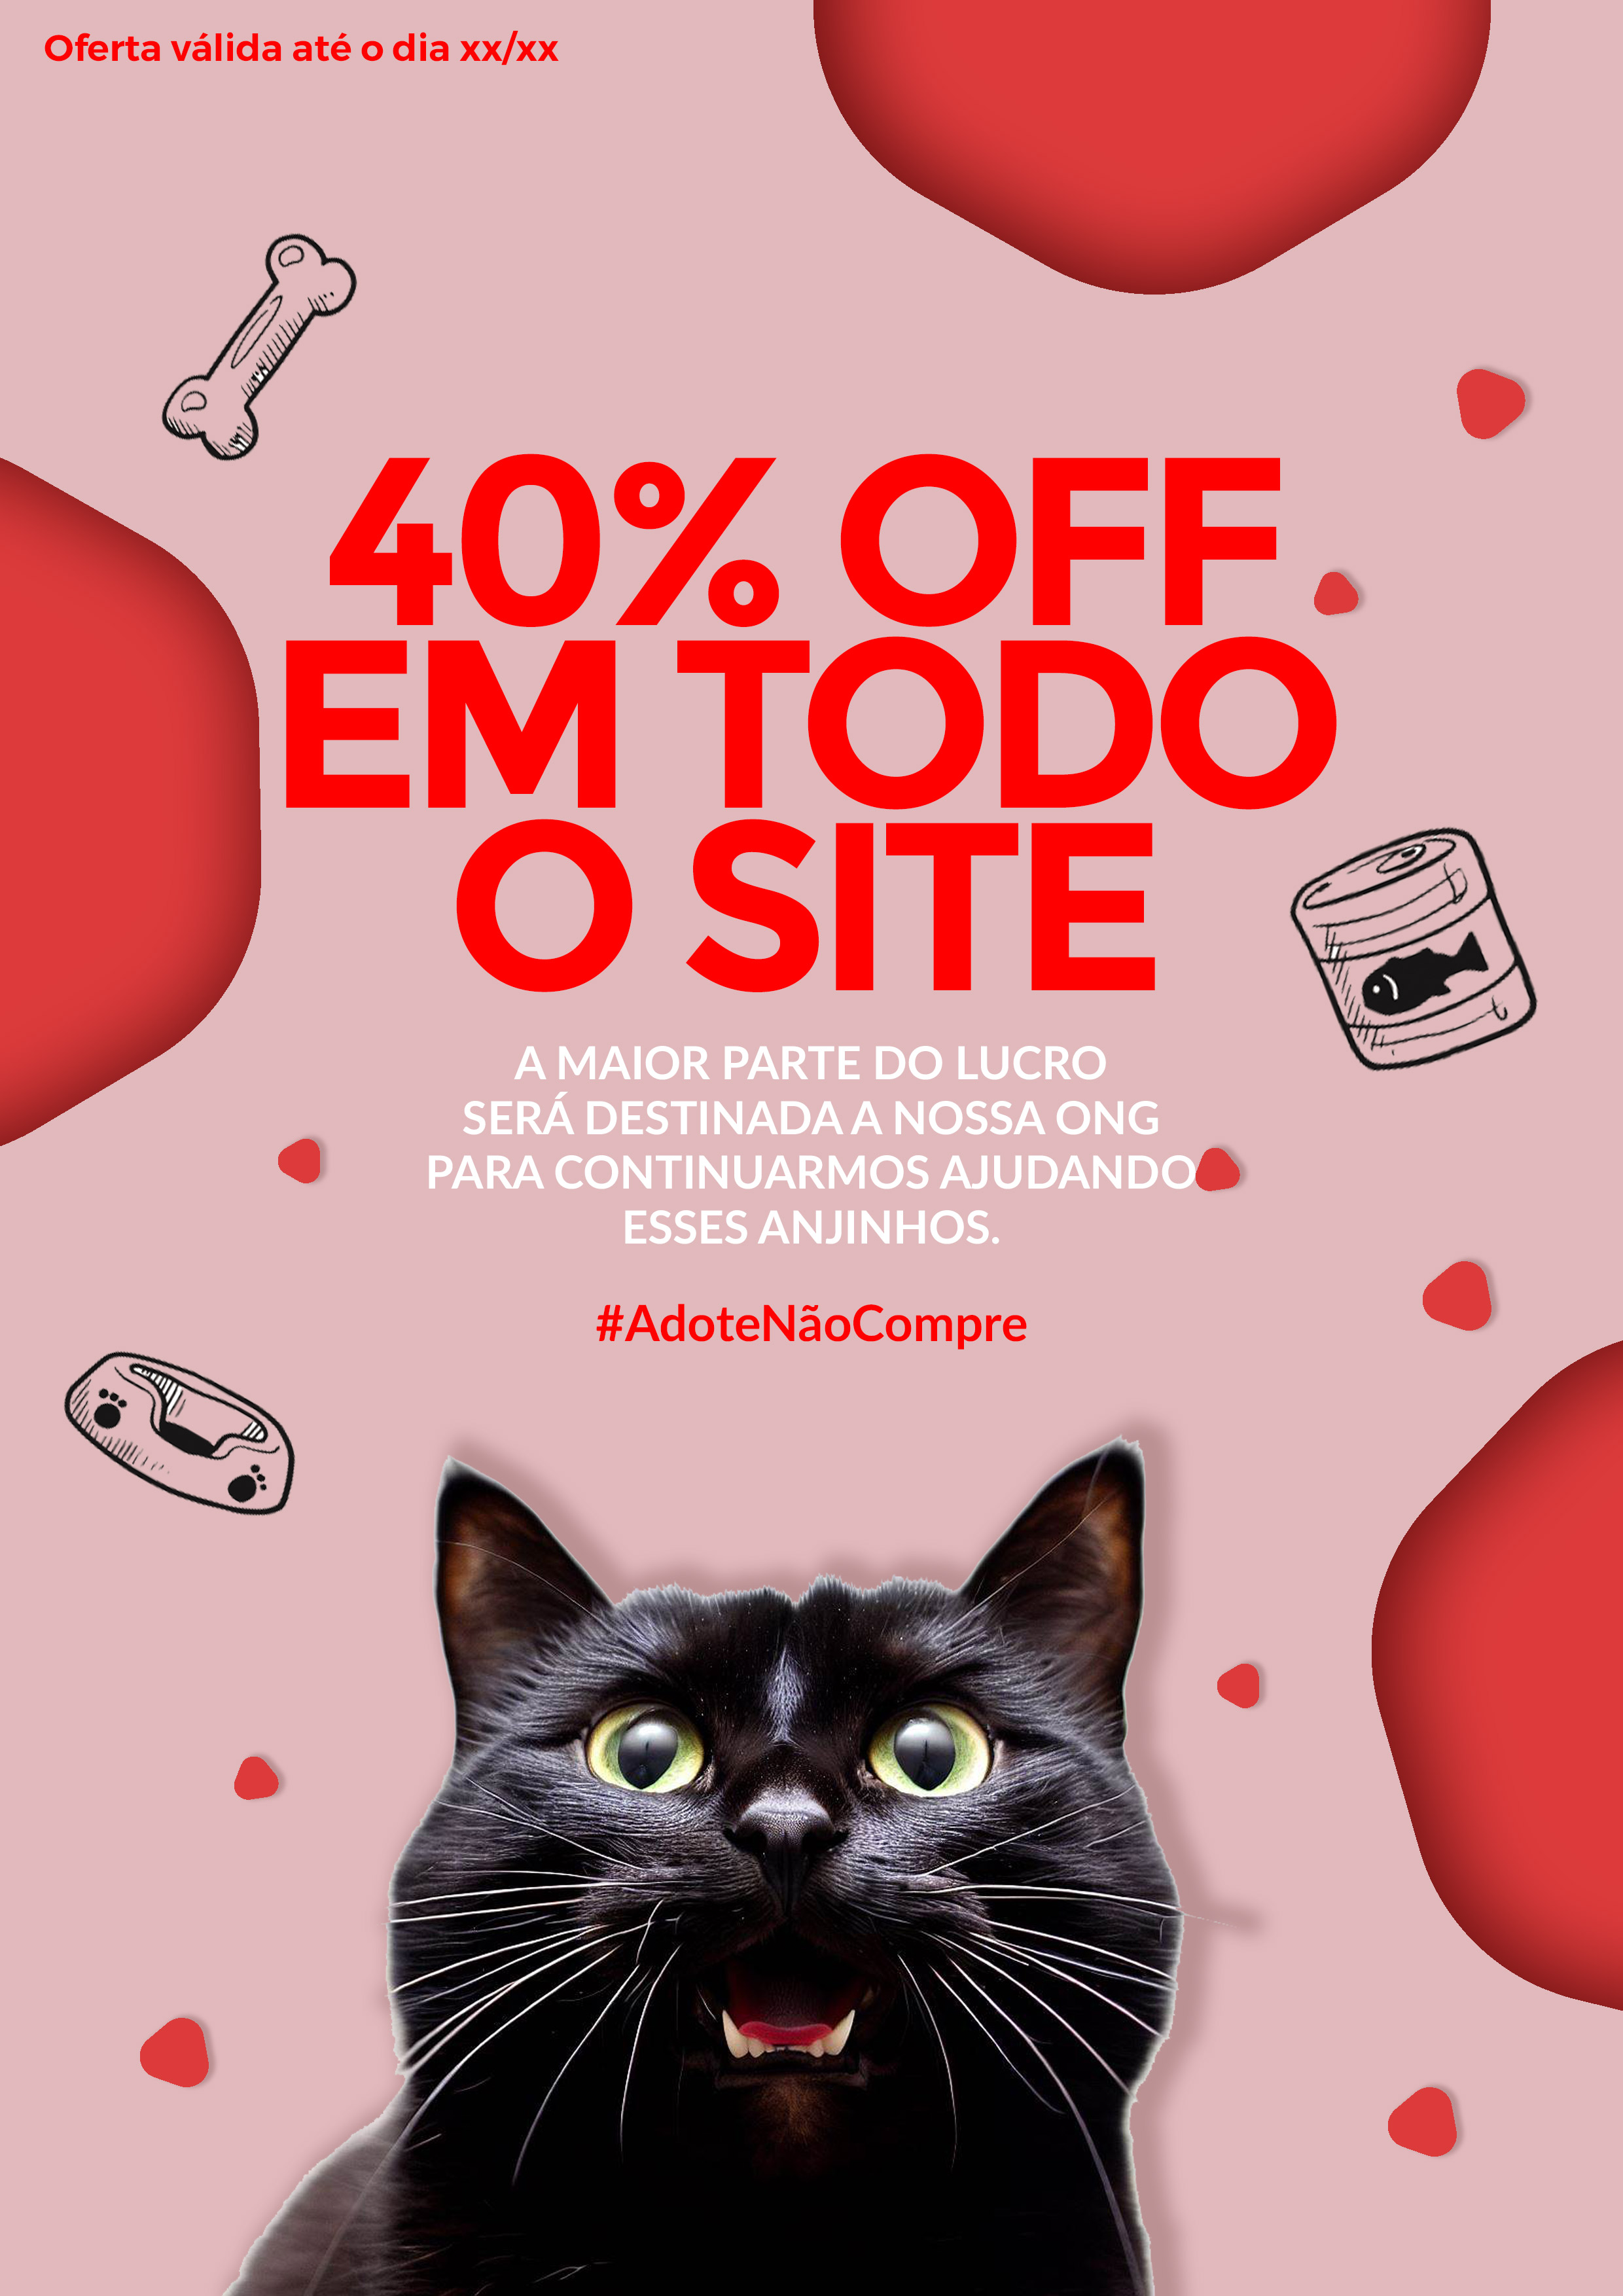 Oferta válida até o dia xx/xx
40% OFF
EM TODO
O SITE
A MAIOR PARTE DO LUCRO
SERÁ DESTINADA A NOSSA ONG
PARA CONTINUARMOS AJUDANDO
ESSES ANJINHOS.
#AdoteNãoCompre